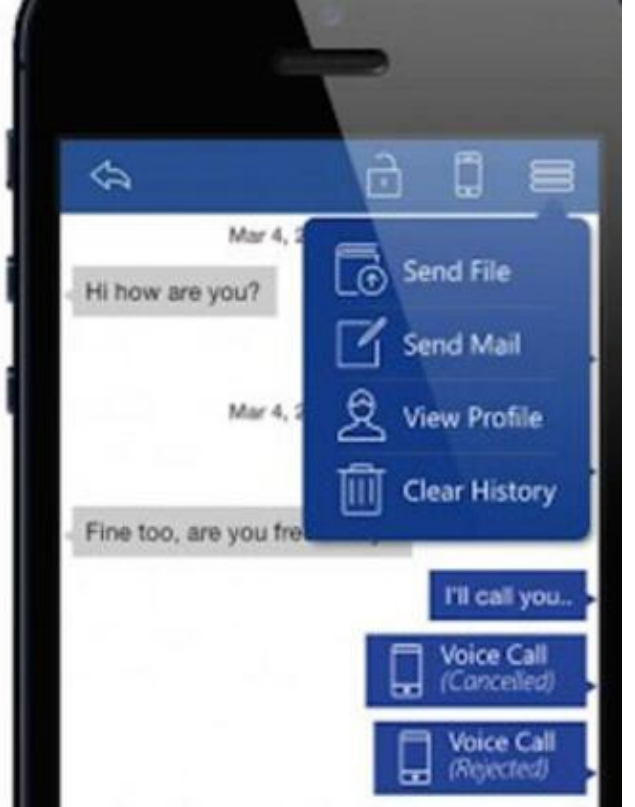 Mar 4, 2
Hi how are you?
Send File
Send Mail
Mar 4, 2
View Profile
Clear History
Fine too, are you fre
I'll call you..
Voice Call
(Cancelled)
Voice Call
(Rejected)